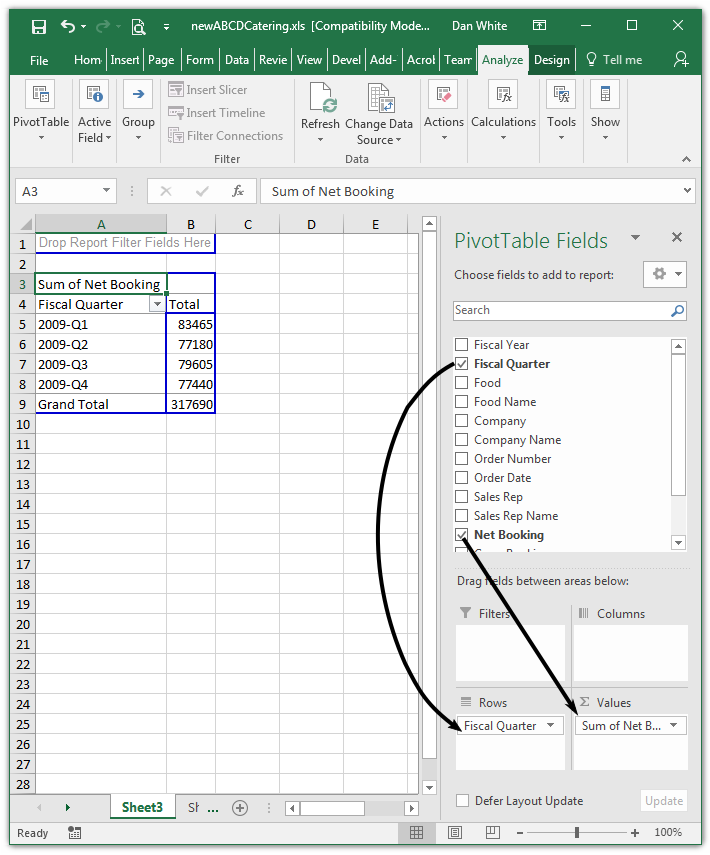 newABCDCatering.xls [Compatibility Mode... Dan White
File Hom Insert Page Form Data Revie View Devel Add- Acrol Team Analyze Design Tell me
PivotTable Active Field Group Insert Slicer Insert Timeline Filter Connections Refresh Change Data Source Actions Calculations Tools Show
Filter Data
A3 fx Sum of Net Booking
A B C D E
1 Drop Report Filter Fields Here
2
3 Sum of Net Booking
4 Fiscal Quarter Total
5 2009-Q1 83465
6 2009-Q2 77180
7 2009-Q3 79605
8 2009-Q4 77440
9 Grand Total 317690
10
11
12
13
14
15
16
17
18
19
20
21
22
23
24
25
26
27
28
PivotTable Fields
Choose fields to add to report:
Search
Fiscal Year
Fiscal Quarter
Food
Food Name
Company
Company Name
Order Number
Order Date
Sales Rep
Sales Rep Name
Net Booking
Drag fields between areas below:
Filters Columns
Rows Σ Values
Fiscal Quarter Sum of Net B...
Defer Layout Update Update
Sheet3 Sh ...
Ready 100%